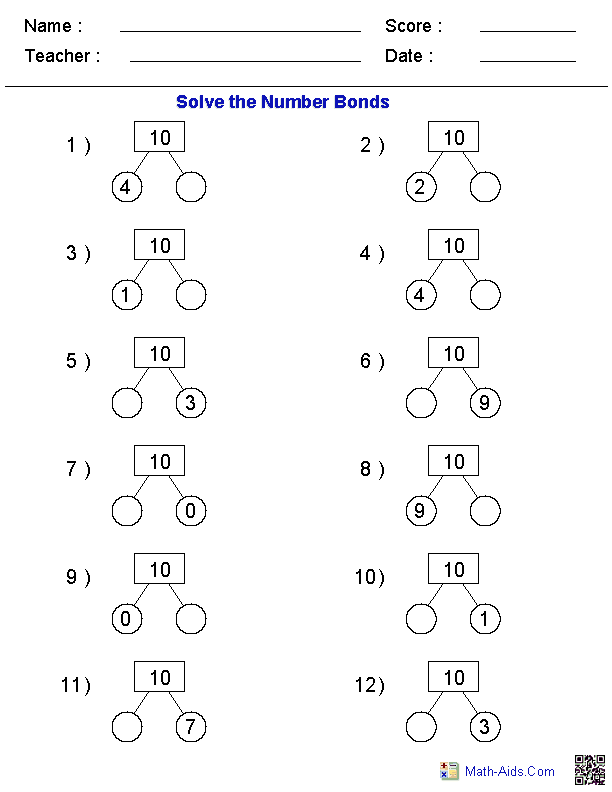 Name : Score :
Teacher : Date :
Solve the Number Bonds
1 ) 10 2 ) 10
4 2
3 ) 10 4 ) 10
1 4
5 ) 10 6 ) 10
3 9
7 ) 10 8 ) 10
0 9
9 ) 10 10) 10
0 1
11) 10 12) 10
7 3
Math-Aids.Com